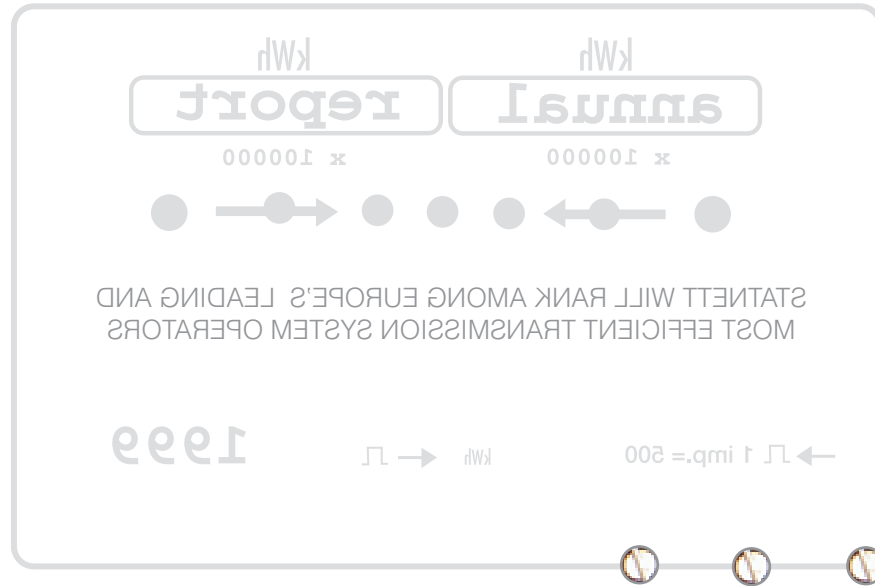 kWh kWh
annual report
x 100000 x 100000
STATNETT WILL RANK AMONG EUROPE'S LEADING AND
MOST EFFICIENT TRANSMISSION SYSTEM OPERATORS
1 imp.= 500 kWh 1999